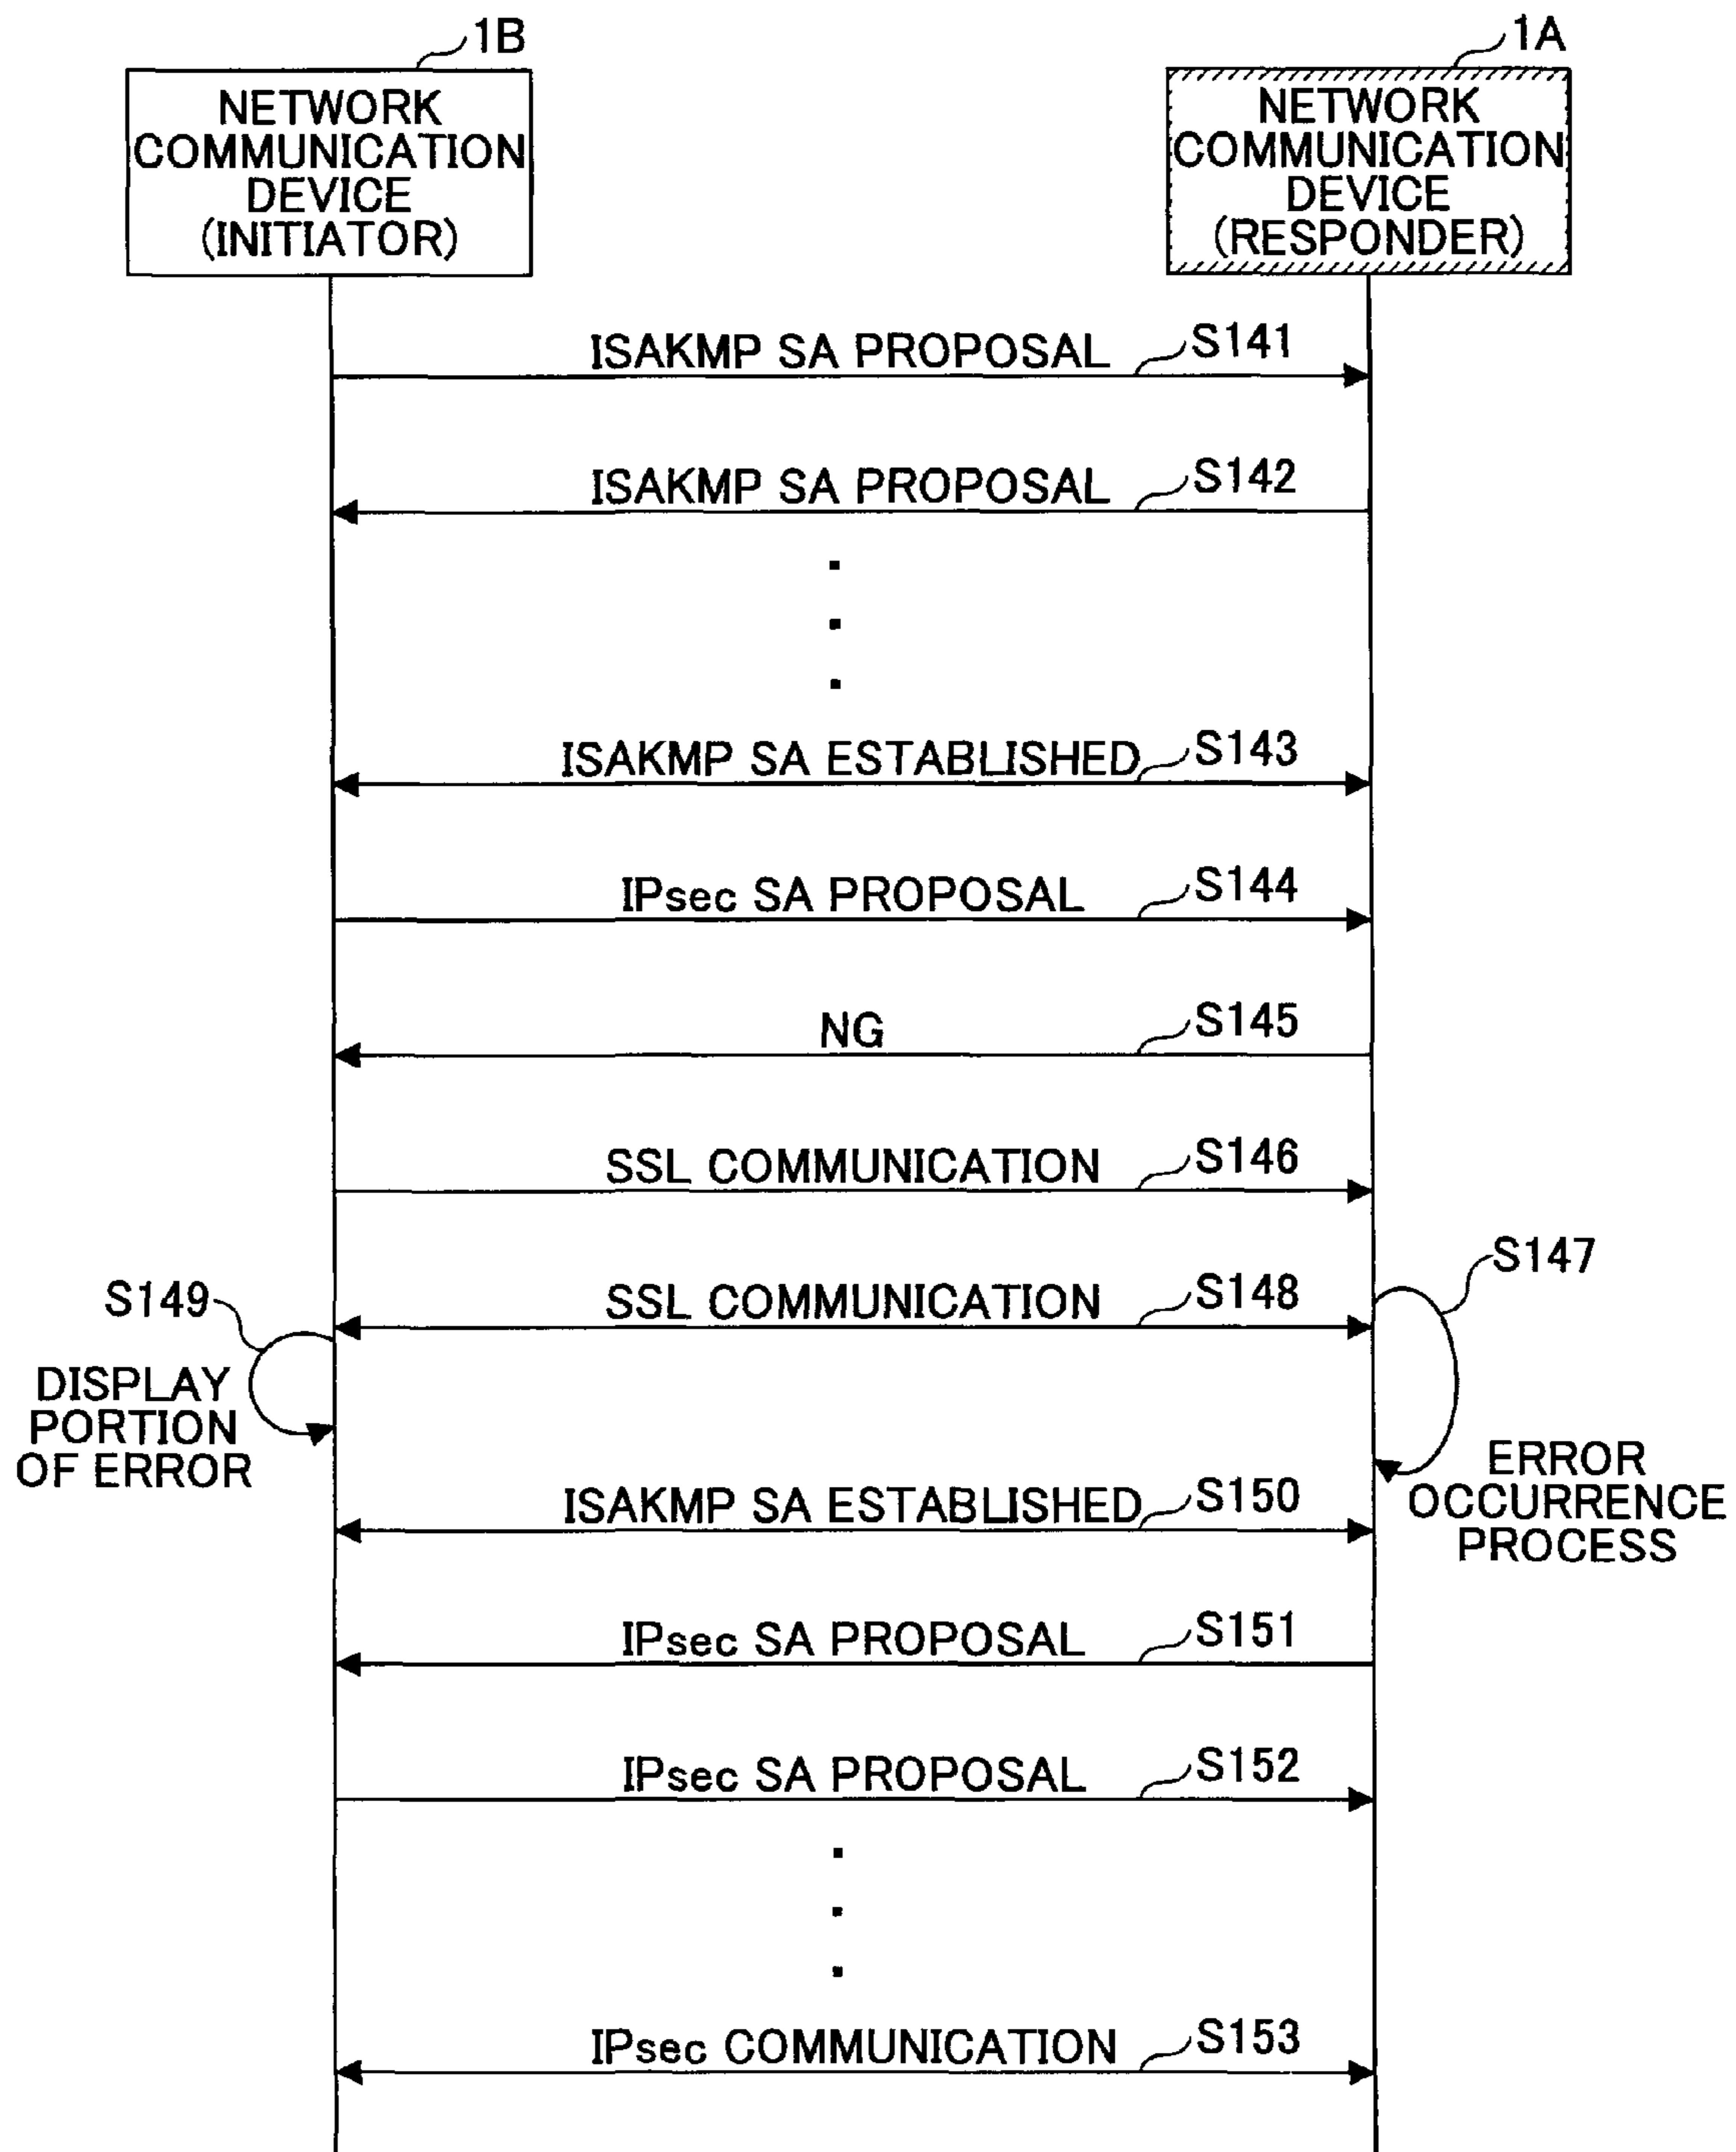 1B
1A
NETWORK
COMMUNICATION
DEVICE
(INITIATOR)
NETWORK
COMMUNICATION
DEVICE
(RESPONDER)
ISAKMP SA PROPOSAL
S141
ISAKMP SA PROPOSAL
S142
ISAKMP SA ESTABLISHED
S143
IPsec SA PROPOSAL
S144
NG
S145
SSL COMMUNICATION
S146
S147
SSL COMMUNICATION
S148
S149
DISPLAY
PORTION
OF ERROR
ERROR
OCCURRENCE
PROCESS
ISAKMP SA ESTABLISHED
S150
IPsec SA PROPOSAL
S151
IPsec SA PROPOSAL
S152
IPsec COMMUNICATION
S153